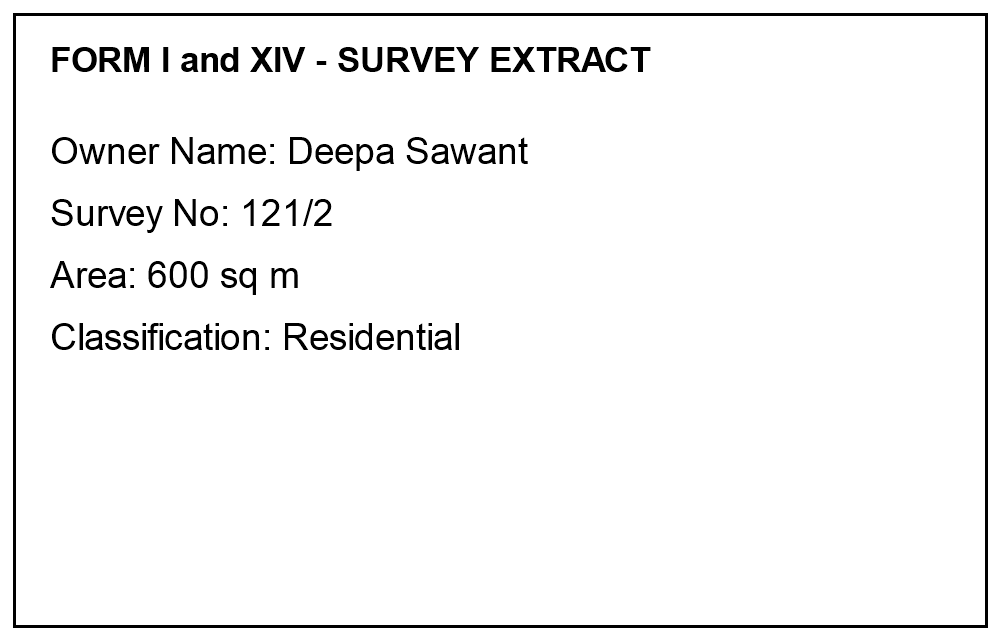 FORM I and XIV - SURVEY EXTRACT
Owner Name: Deepa Sawant
Survey No: 121/2
Area: 600 sq m
Classification: Residential